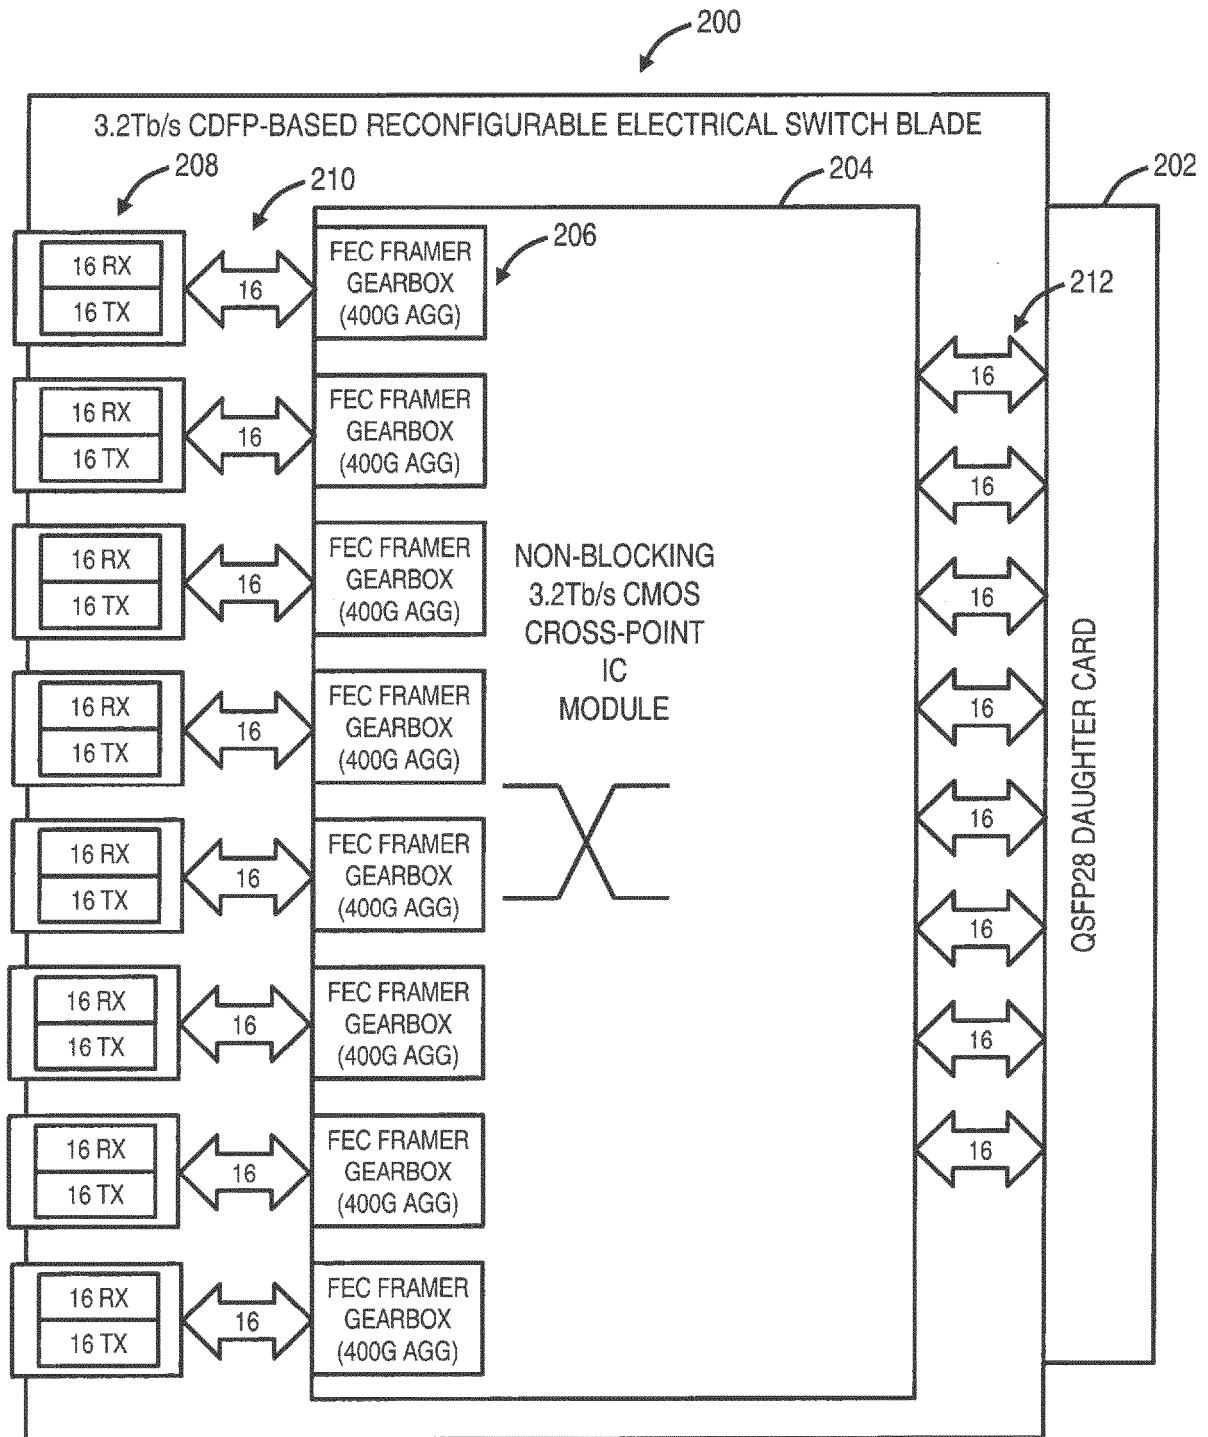 200
3.2Tb/s CDFP-BASED RECONFIGURABLE ELECTRICAL SWITCH BLADE
208
210
204
202
16 RX
16 TX
16
FEC FRAMER
GEARBOX
(400G AGG)
206
212
16
16 RX
16 TX
16
FEC FRAMER
GEARBOX
(400G AGG)
16
16 RX
16 TX
16
FEC FRAMER
GEARBOX
(400G AGG)
NON-BLOCKING
3.2Tb/s CMOS
CROSS-POINT
IC
MODULE
16
16 RX
16 TX
16
FEC FRAMER
GEARBOX
(400G AGG)
16
16 RX
16 TX
16
FEC FRAMER
GEARBOX
(400G AGG)
16
QSFP28 DAUGHTER CARD
16 RX
16 TX
16
FEC FRAMER
GEARBOX
(400G AGG)
16
16 RX
16 TX
16
FEC FRAMER
GEARBOX
(400G AGG)
16
16 RX
16 TX
16
FEC FRAMER
GEARBOX
(400G AGG)
16